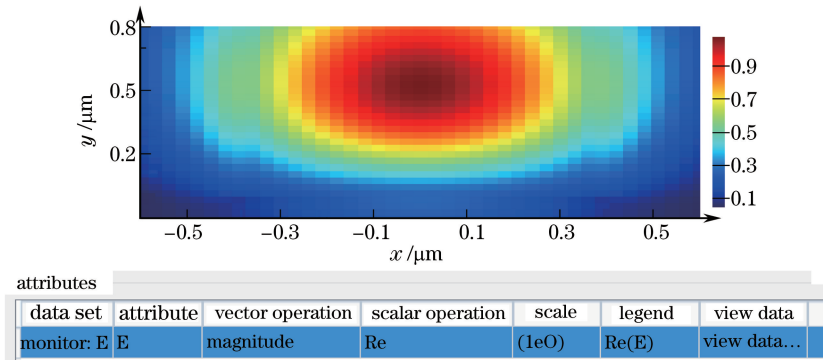 0.8
0.5
0.2
y/μm
−0.5 −0.3 −0.1 0.1 0.3 0.5
x/μm
0.9
0.7
0.5
0.3
0.1
attributes
data set attribute vector operation scalar operation scale legend view data
monitor: E E magnitude Re (1eO) Re(E) view data...